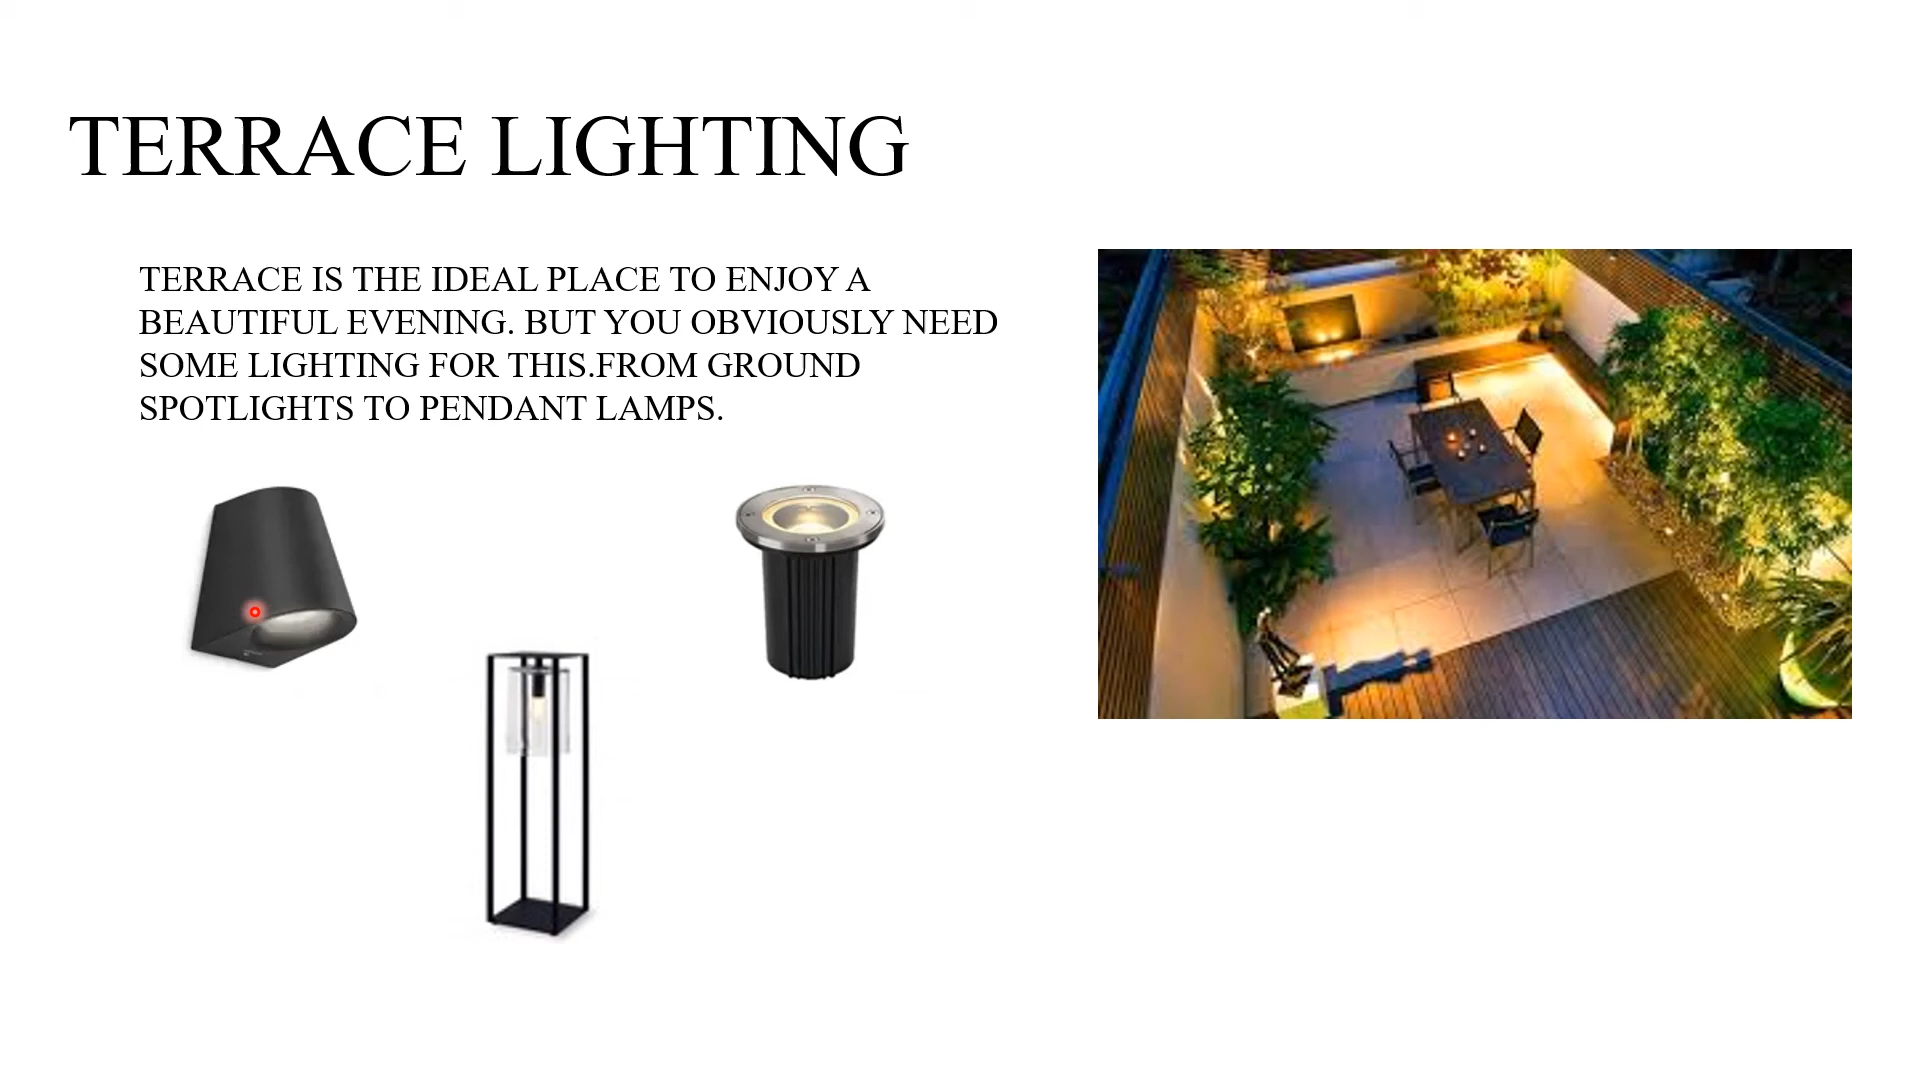 TERRACE LIGHTING
TERRACE IS THE IDEAL PLACE TO ENJOY A
BEAUTIFUL EVENING. BUT YOU OBVIOUSLY NEED
SOME LIGHTING FOR THIS.FROM GROUND
SPOTLIGHTS TO PENDANT LAMPS.